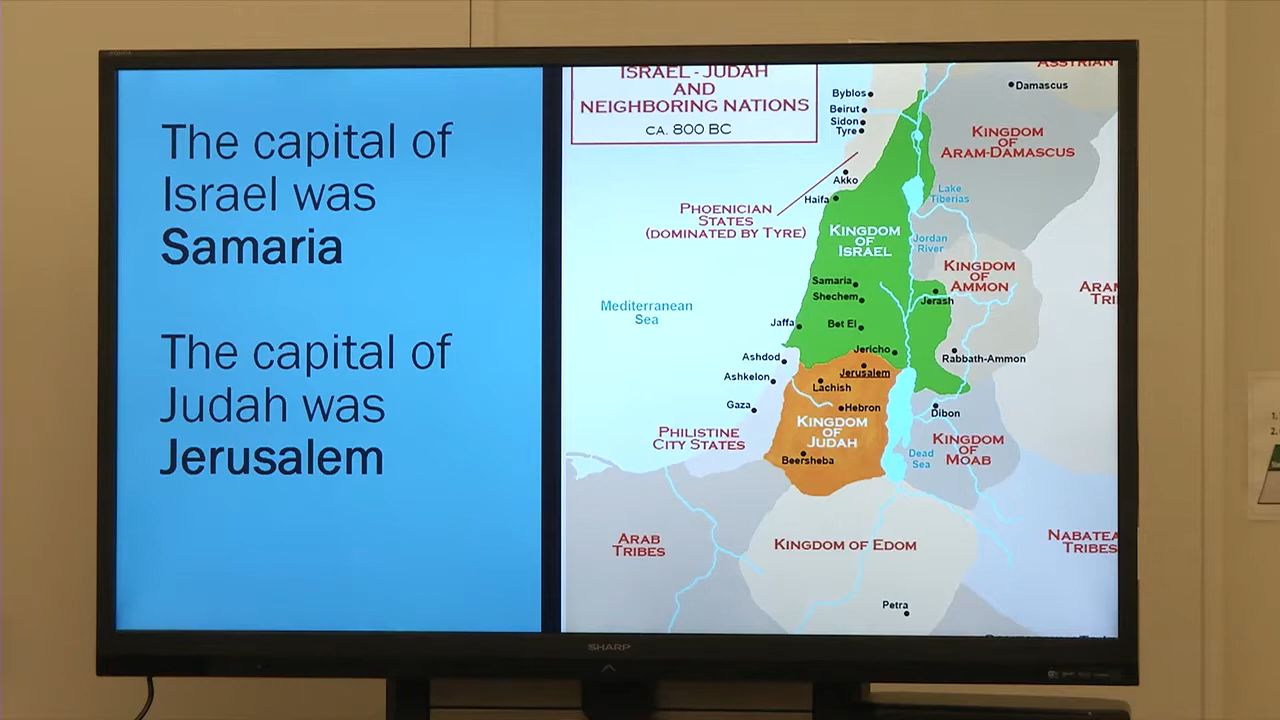 The capital of
Israel was
Samaria
The capital of
Judah was
Jerusalem
ISRAEL - JUDAH
AND
NEIGHBORING NATIONS
CA. 800 BC
ASSYRIAN
Byblos
Beirut
Sidon
Tyre
Damascus
KINGDOM
OF
ARAM-DAMASCUS
Akko
Haifa
Lake
Tiberias
PHOENICIAN
STATES
(DOMINATED BY TYRE)
KINGDOM
OF
ISRAEL
Jordan
River
KINGDOM
OF
AMMON
Samaria
Shechem
Jerash
Mediterranean
Sea
Jaffa
Bet El
Jericho
Rabbath-Ammon
Ashdod
Jerusalem
Ashkelon
Lachish
Gaza
Hebron
Dibon
KINGDOM
OF
JUDAH
PHILISTINE
CITY STATES
Beersheba
Dead
Sea
KINGDOM
OF
MOAB
ARAB
TRIBES
KINGDOM OF EDOM
Petra
SHARP